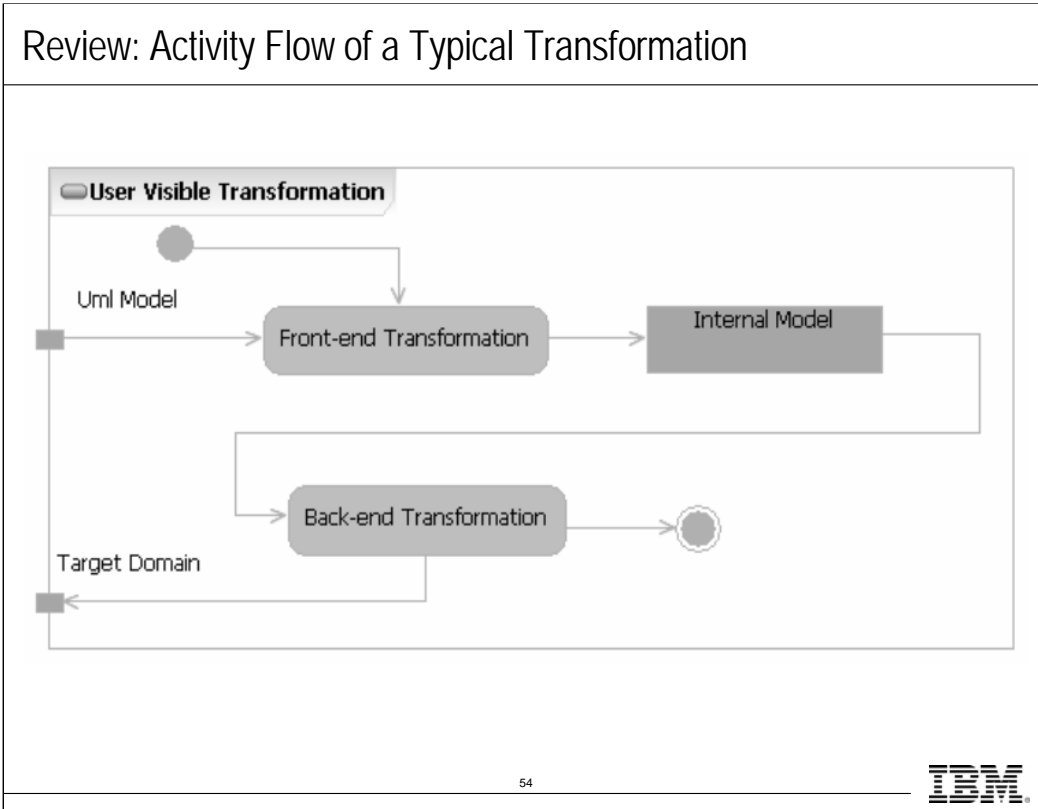 Review: Activity Flow of a Typical Transformation
User Visible Transformation
Uml Model
Front-end Transformation
Internal Model
Back-end Transformation
Target Domain
54
IBM®